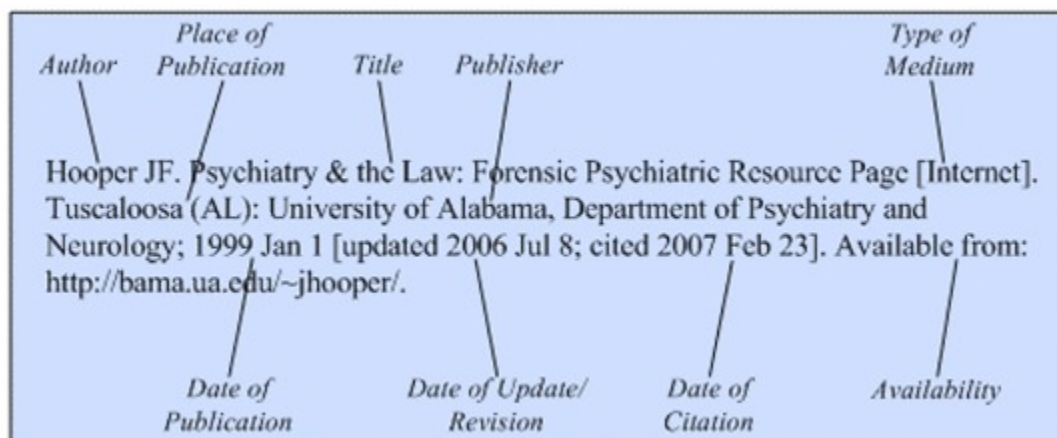 Place of Type of
Author Publication Title Publisher Medium
Hooper JF. Psychiatry & the Law: Forensic Psychiatric Resource Page [Internet].
Tuscaloosa (AL): University of Alabama, Department of Psychiatry and
Neurology; 1999 Jan 1 [updated 2006 Jul 8; cited 2007 Feb 23]. Available from:
http://bama.ua.edu/~jhooper/.
Date of Date of Update/ Date of Availability
Publication Revision Citation